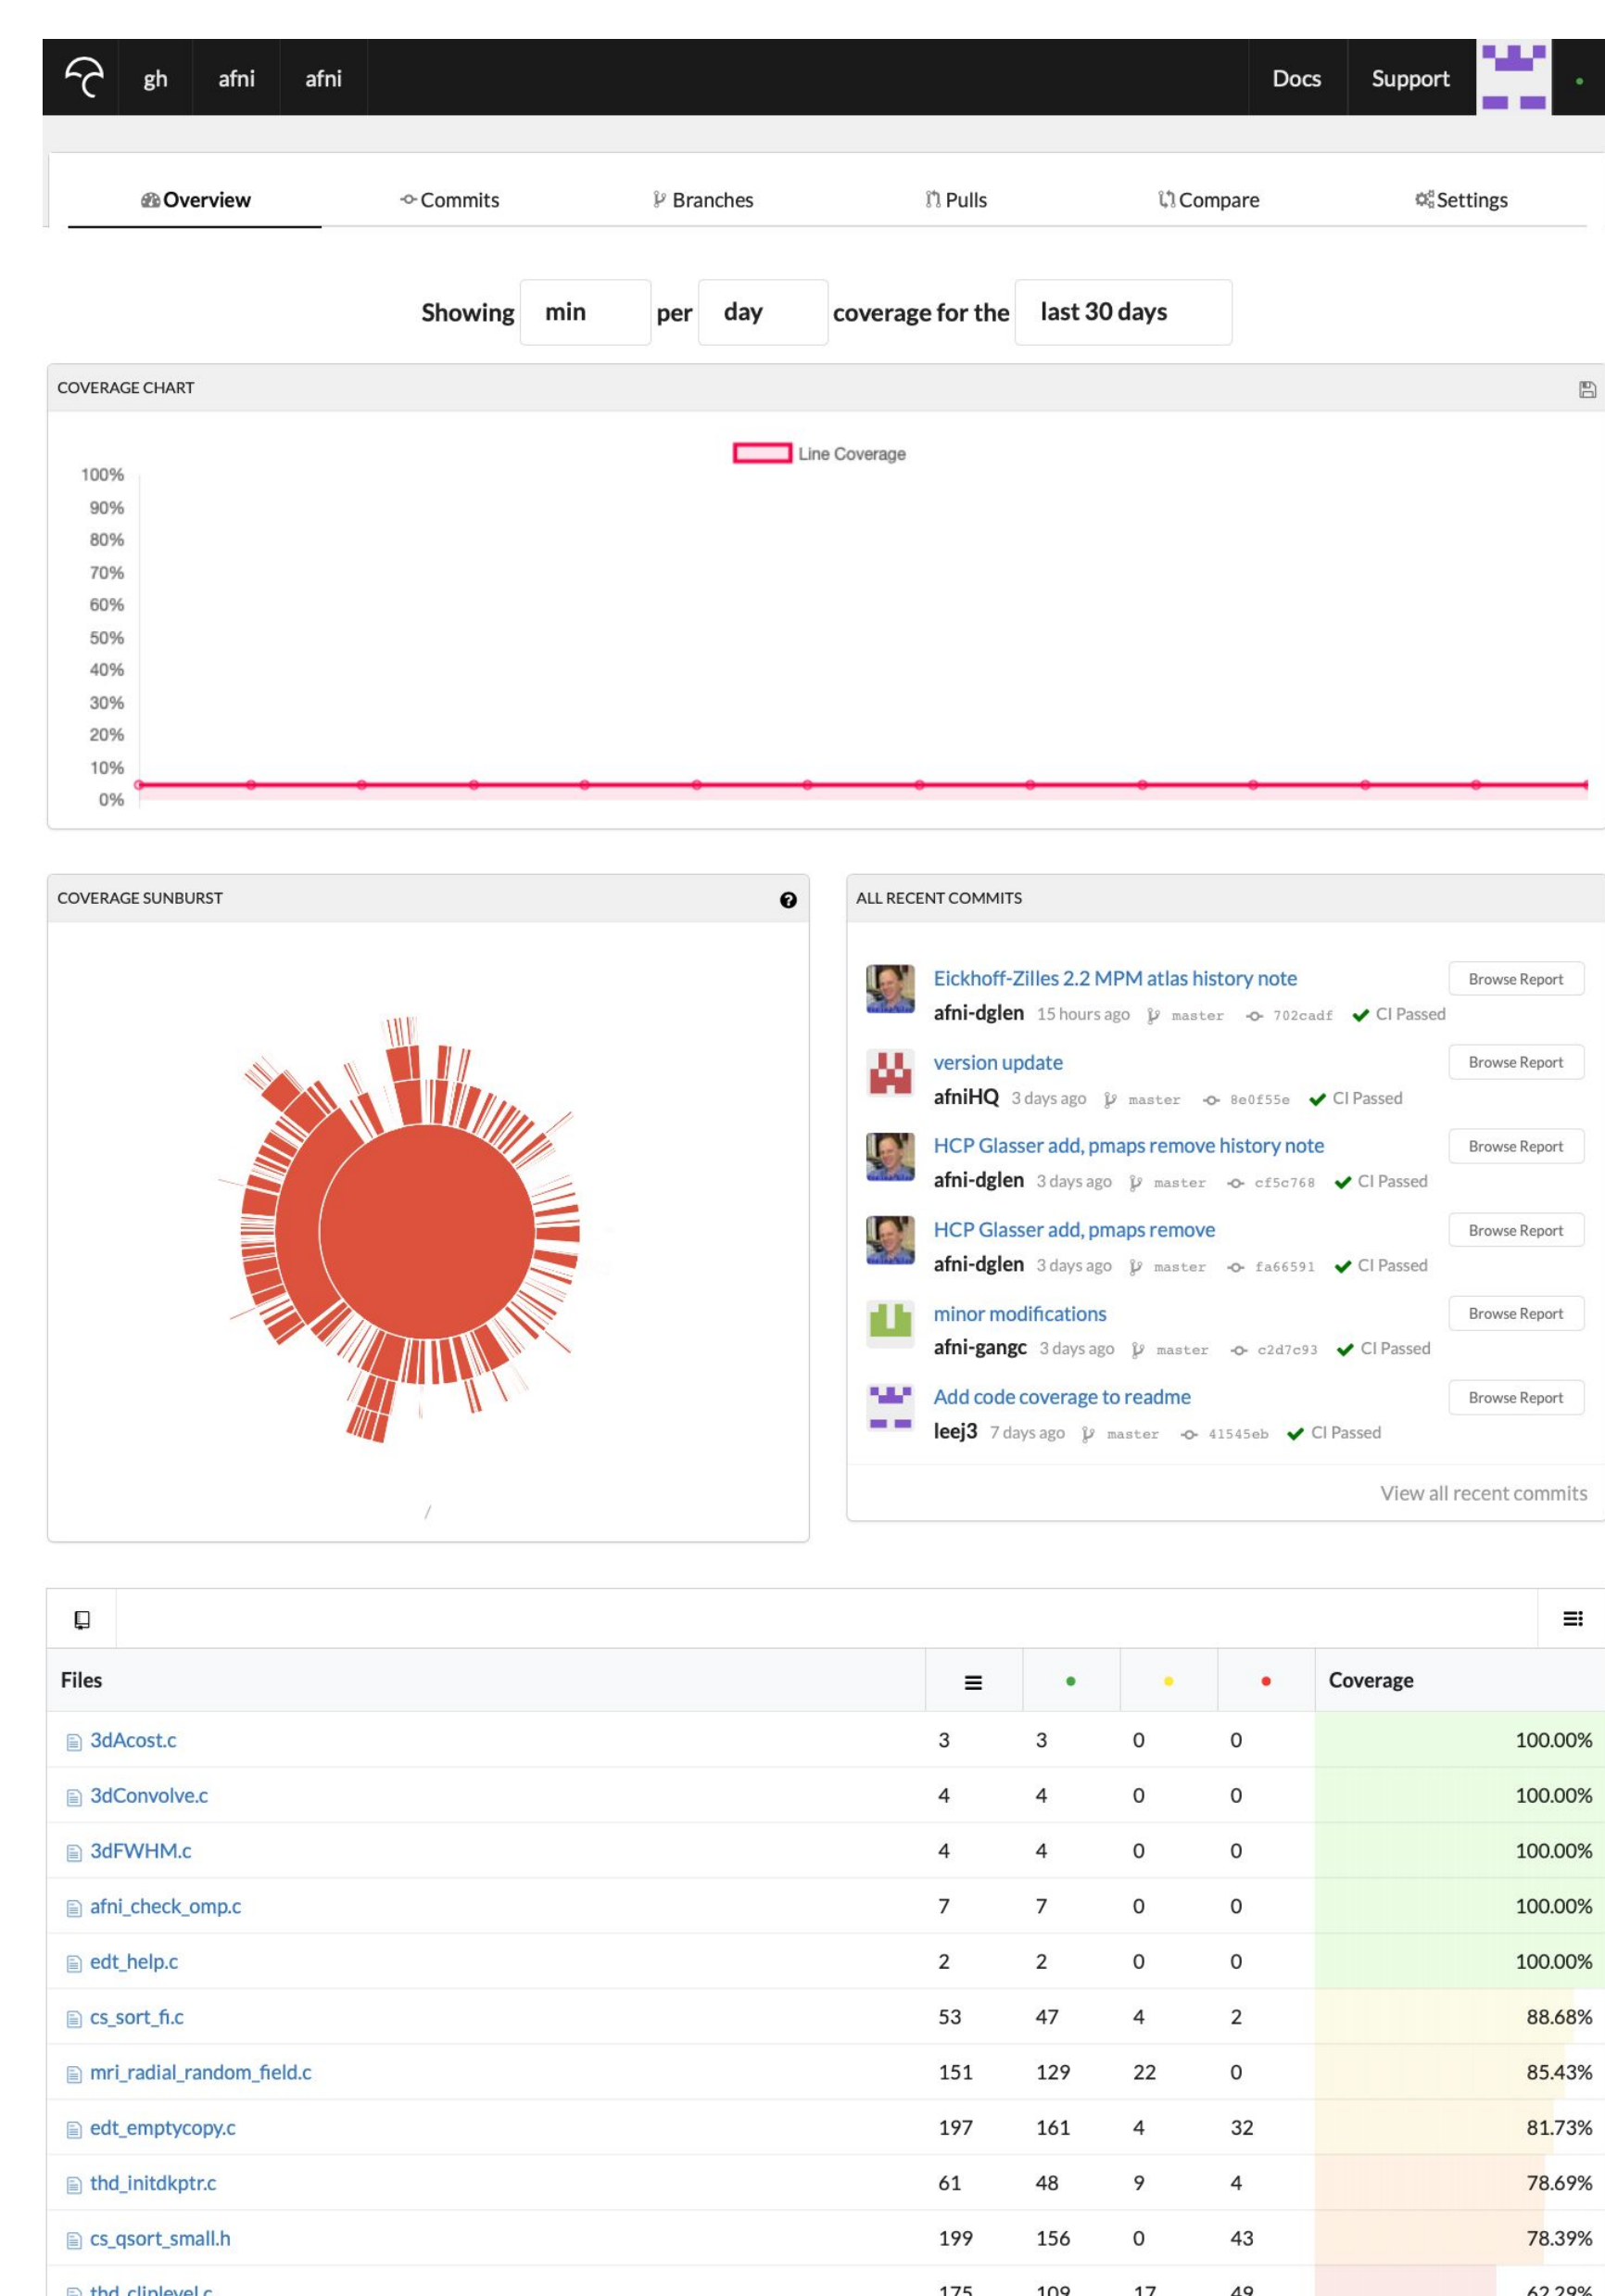 gh afni afni Docs Support
Overview Commits Branches Pulls Compare Settings
Showing min per day coverage for the last 30 days
COVERAGE CHART
Line Coverage
100%
90%
80%
70%
60%
50%
40%
30%
20%
10%
0%
COVERAGE SUNBURST
/
ALL RECENT COMMITS
Eickhoff-Zilles 2.2 MPM atlas history note Browse Report
afni-dglen 15 hours ago master 702cadf CI Passed
version update Browse Report
afniHQ 3 days ago master 8e0f55e CI Passed
HCP Glasser add, pmaps remove history note Browse Report
afni-dglen 3 days ago master cf5c768 CI Passed
HCP Glasser add, pmaps remove Browse Report
afni-dglen 3 days ago master fa66591 CI Passed
minor modifications Browse Report
afni-gangc 3 days ago master c2d7c93 CI Passed
Add code coverage to readme Browse Report
leej3 7 days ago master 41545eb CI Passed
View all recent commits
Files Coverage
3dAcost.c 3 3 0 0 100.00%
3dConvolve.c 4 4 0 0 100.00%
3dFWHM.c 4 4 0 0 100.00%
afni_check_omp.c 7 7 0 0 100.00%
edt_help.c 2 2 0 0 100.00%
cs_sort_fi.c 53 47 4 2 88.68%
mri_radial_random_field.c 151 129 22 0 85.43%
edt_emptycopy.c 197 161 4 32 81.73%
thd_initdkptr.c 61 48 9 4 78.69%
cs_qsort_small.h 199 156 0 43 78.39%
thd_cliplevel.c 175 109 17 49 62.29%